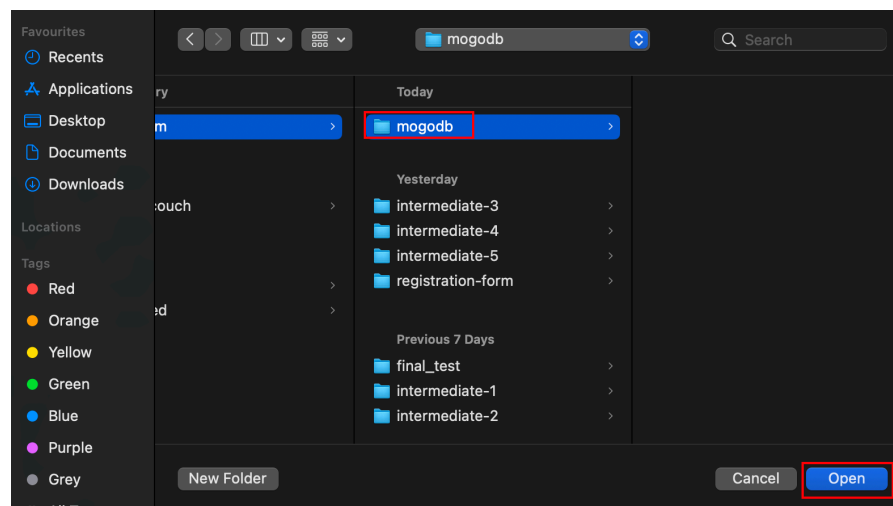 Favourites
Recents
Applications
Desktop
Documents
Downloads
Locations
Tags
Red
Orange
Yellow
Green
Blue
Purple
Grey
mogodb
Search
ry
m
couch
ed
Today
mogodb
Yesterday
intermediate-3
intermediate-4
intermediate-5
registration-form
Previous 7 Days
final_test
intermediate-1
intermediate-2
New Folder
Cancel
Open